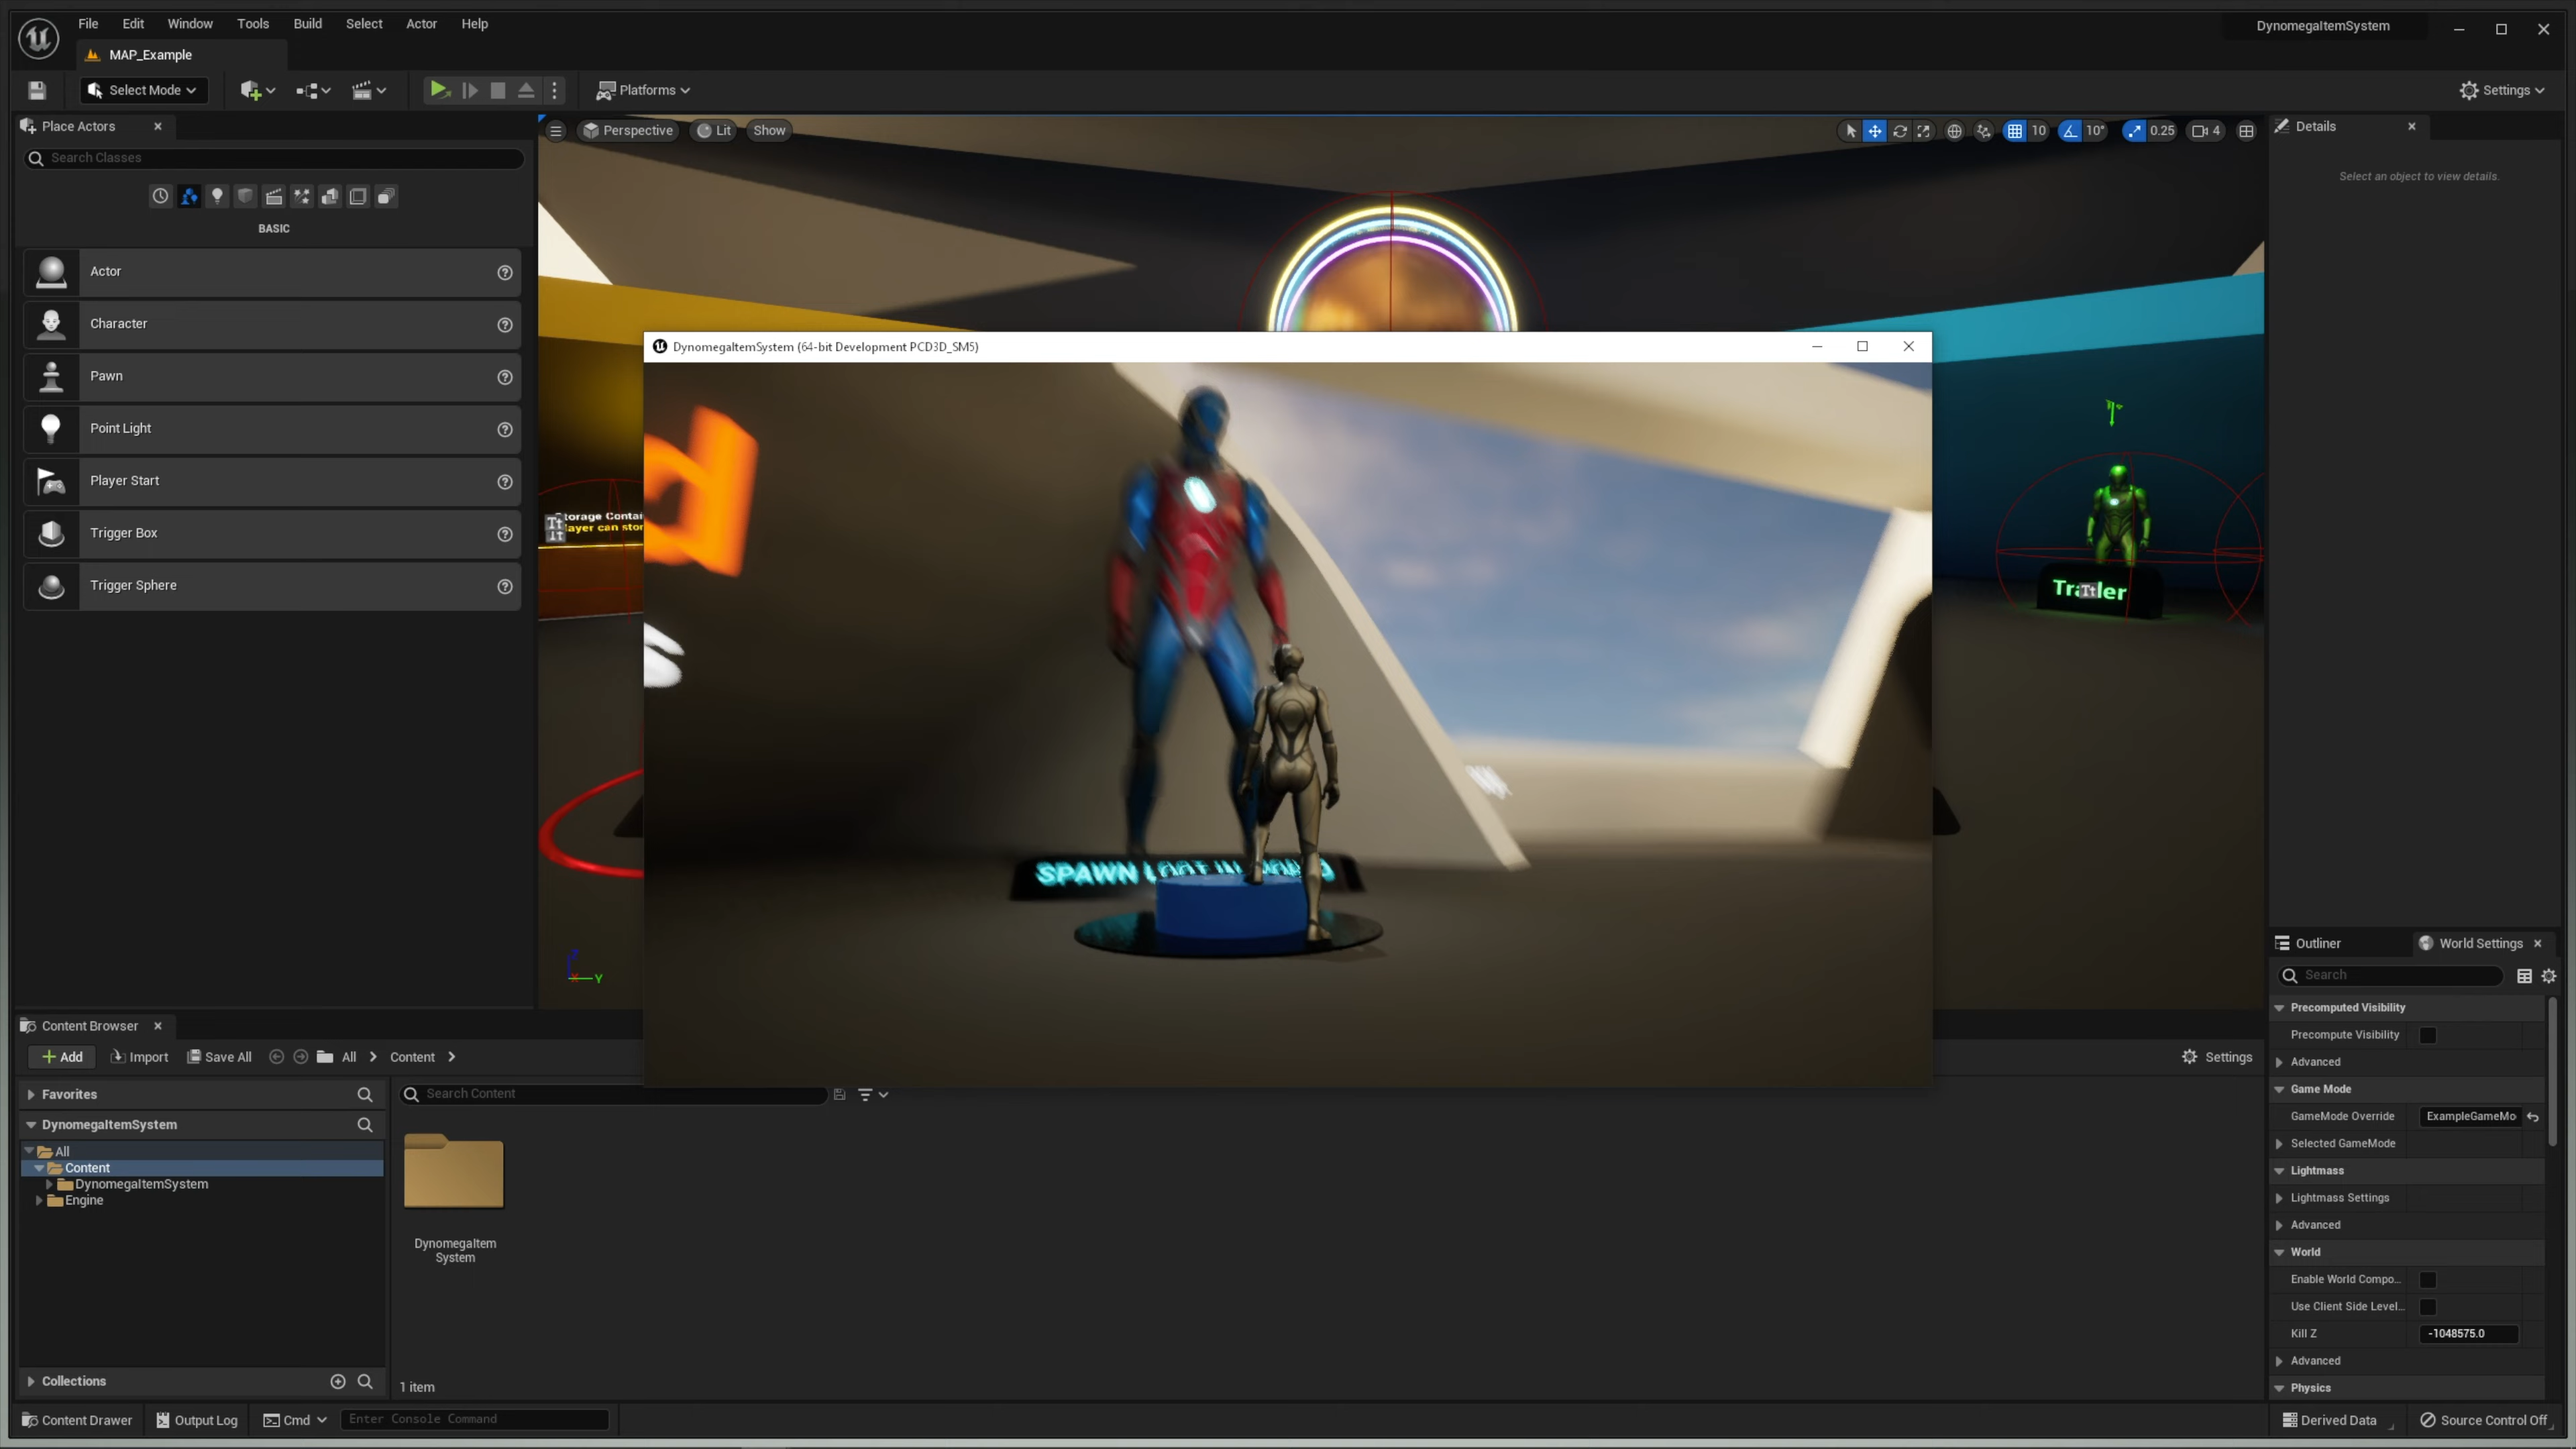 File Edit Window Tools Build Select Actor Help
DynomegaItemSystem
MAP_Example
Select Mode
Platforms
Settings
Place Actors
Search Classes
BASIC
Actor
Character
Pawn
Point Light
Player Start
Trigger Box
Trigger Sphere
Perspective
Lit
Show
10
10°
0.25
4
Details
Select an object to view details.
DynomegaItemSystem (64-bit Development PCD3D_SM5)
SPAWN LOOT IN WORLD
Y
Outliner
World Settings
Search
Precomputed Visibility
Precompute Visibility
Advanced
Game Mode
GameMode Override
ExampleGameMo
Selected GameMode
Lightmass
Lightmass Settings
Advanced
World
Enable World Compo...
Use Client Side Level...
Kill Z
-1048575.0
Advanced
Physics
Content Browser
Add
Import
Save All
All
Content
Settings
Favorites
DynomegaItemSystem
All
Content
DynomegaItemSystem
Engine
Collections
Search Content
DynomegaItem
System
1 item
Content Drawer
Output Log
Cmd
Enter Console Command
Derived Data
Source Control Off